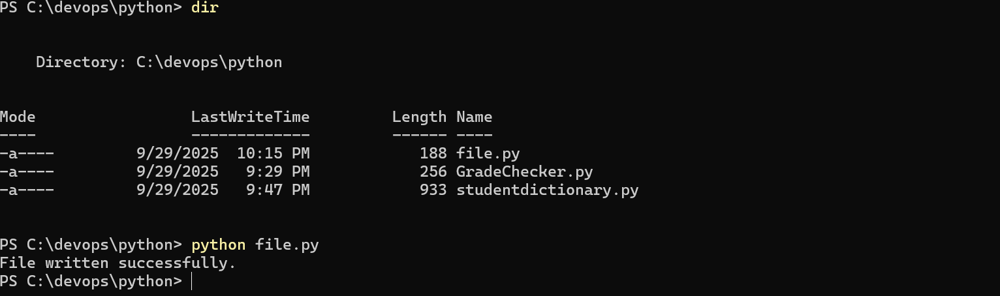 PS C:\devops\python> dir
Directory: C:\devops\python
Mode                 LastWriteTime         Length Name
----                 -------------         ------ ----
-a----         9/29/2025  10:15 PM            188 file.py
-a----         9/29/2025   9:29 PM            256 GradeChecker.py
-a----         9/29/2025   9:47 PM            933 studentdictionary.py
PS C:\devops\python> python file.py
File written successfully.
PS C:\devops\python>